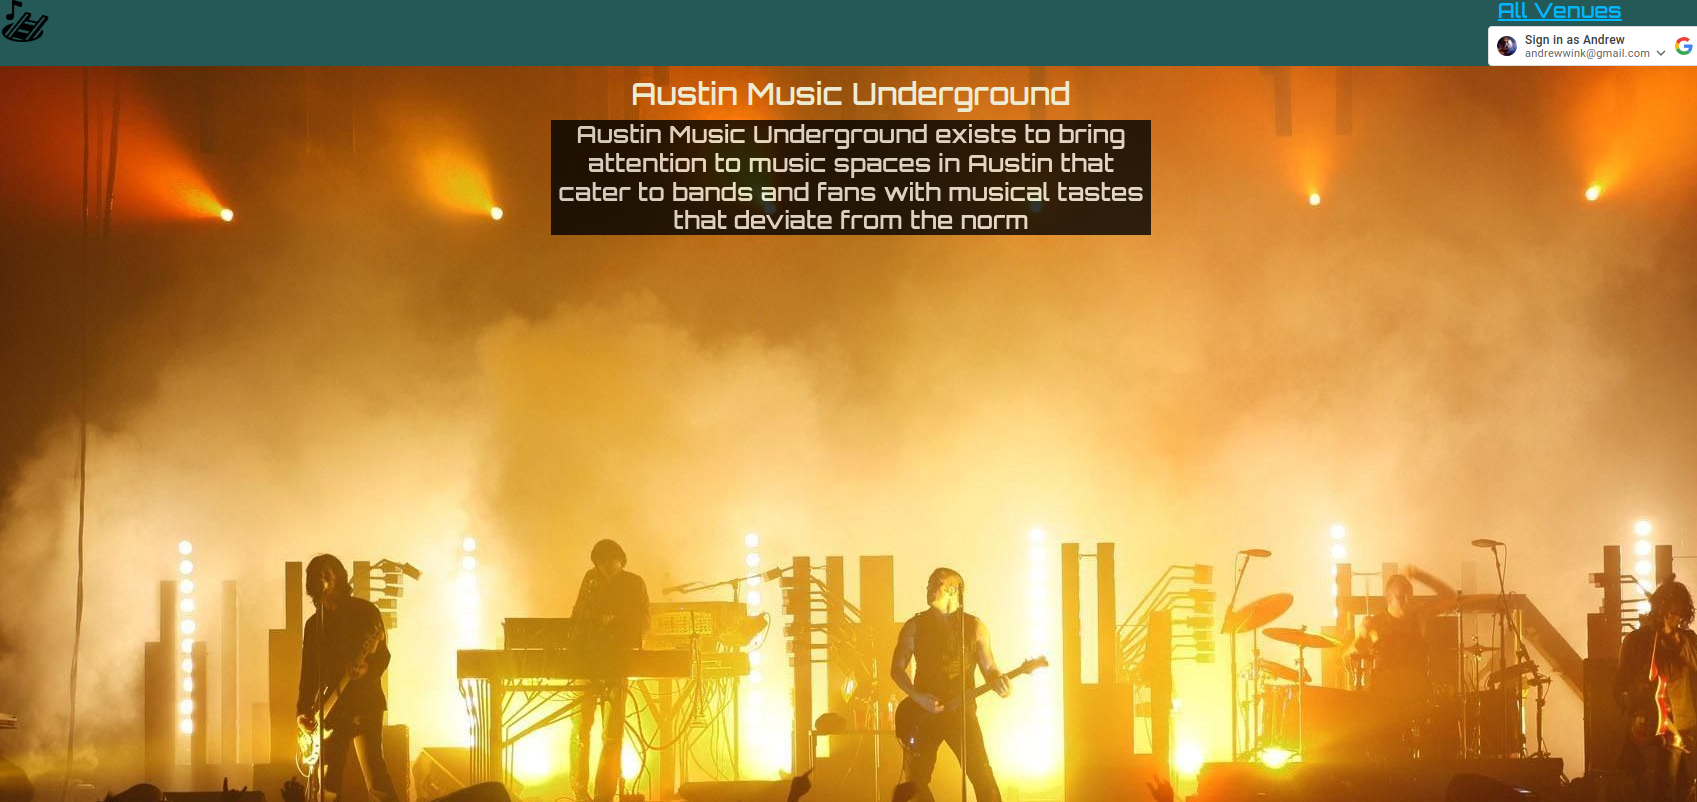 All Venues
Sign in as Andrew
andrewwink@gmail.com
Austin Music Underground
Austin Music Underground exists to bring
attention to music spaces in Austin that
cater to bands and fans with musical tastes
that deviate from the norm